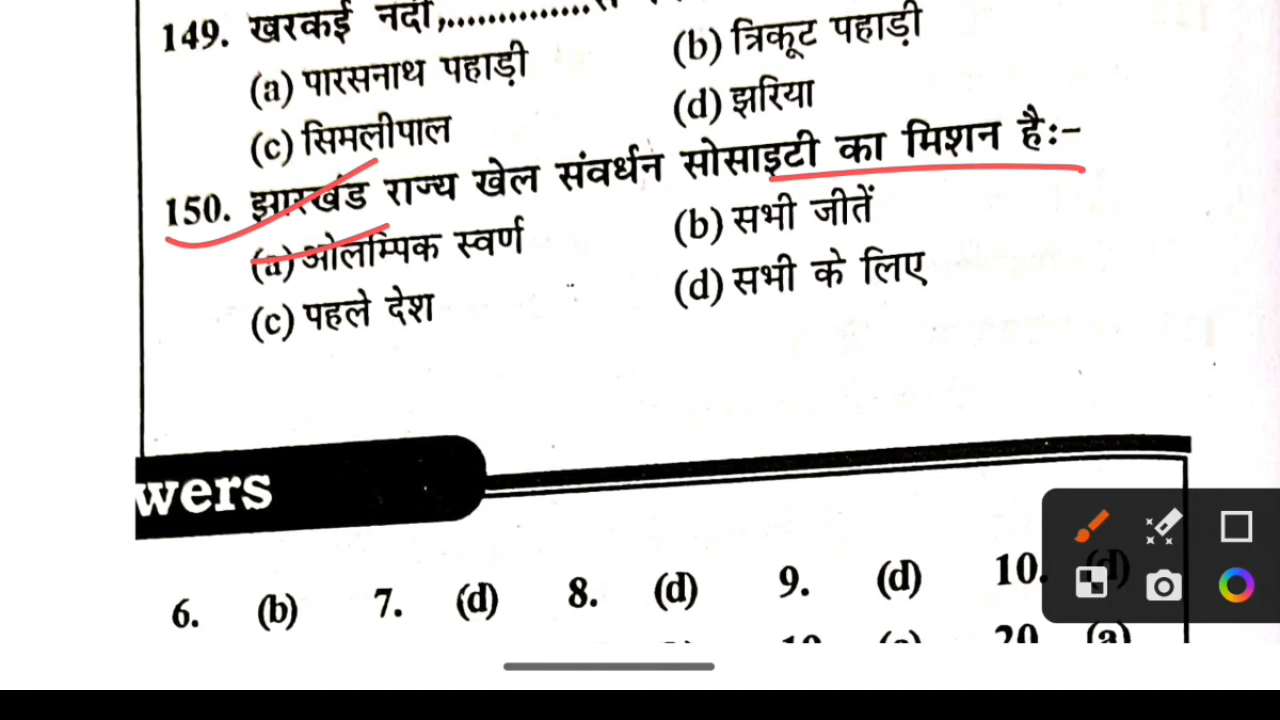 149. खरकई नदी,..............
(a) पारसनाथ पहाड़ी (b) त्रिकूट पहाड़ी
(c) सिमलीपाल (d) झरिया
150. झारखंड राज्य खेल संवर्धन सोसाइटी का मिशन है:-
(a) ओलम्पिक स्वर्ण (b) सभी जीतें
(c) पहले देश (d) सभी के लिए
wers
6. (b) 7. (d) 8. (d) 9. (d) 10. (d)
20 (a)